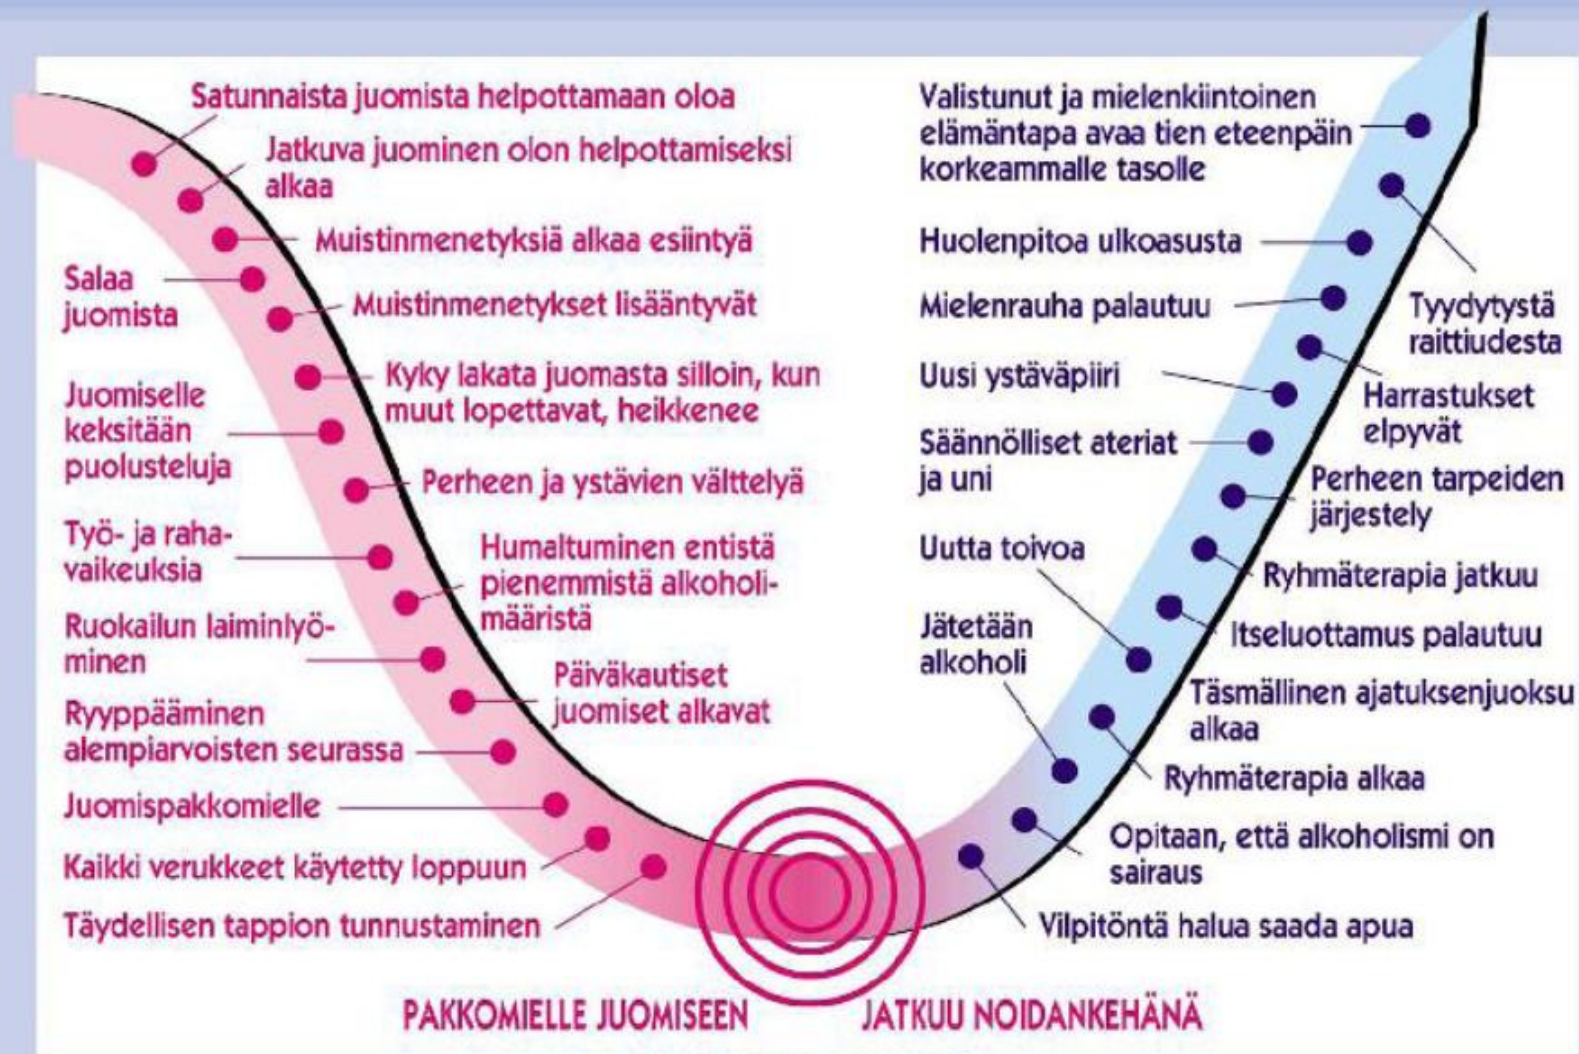 Satunnaista juomista helpottamaan oloa
Jatkuva juominen olon helpottamiseksi
alkaa
Muistinmenetyksiä alkaa esiintyä
Salaa
juomista
Muistinmenetykset lisääntyvät
Kyky lakata juomasta silloin, kun
muut lopettavat, heikkenee
Juomiselle
keksitään
puolusteluja
Perheen ja ystävien välttelyä
Työ- ja raha-
vaikeuksia
Humaltuminen entistä
pienemmistä alkoholi-
määristä
Ruokailun laiminlyö-
minen
Päiväkautiset
juomiset alkavat
Ryyppääminen
alempiarvoisten seurassa
Juomispakkomielle
Kaikki verukkeet käytetty loppuun
Täydellisen tappion tunnustaminen
Valistunut ja mielenkiintoinen
elämäntapa avaa tien eteenpäin
korkeammalle tasolle
Huolenpitoa ulkoasusta
Tyydytystä
raittiudesta
Mielenrauha palautuu
Harrastukset
elpyvät
Uusi ystäväpiiri
Säännölliset ateriat
ja uni
Perheen tarpeiden
järjestely
Uutta toivoa
Ryhmäterapia jatkuu
Itseluottamus palautuu
Jätetään
alkoholi
Täsmällinen ajatuksenjuoksu
alkaa
Ryhmäterapia alkaa
Opitaan, että alkoholismi on
sairaus
Vilpitöntä halua saada apua
PAKKOMIELLE JUOMISEEN JATKUU NOIDANKEHÄNÄ